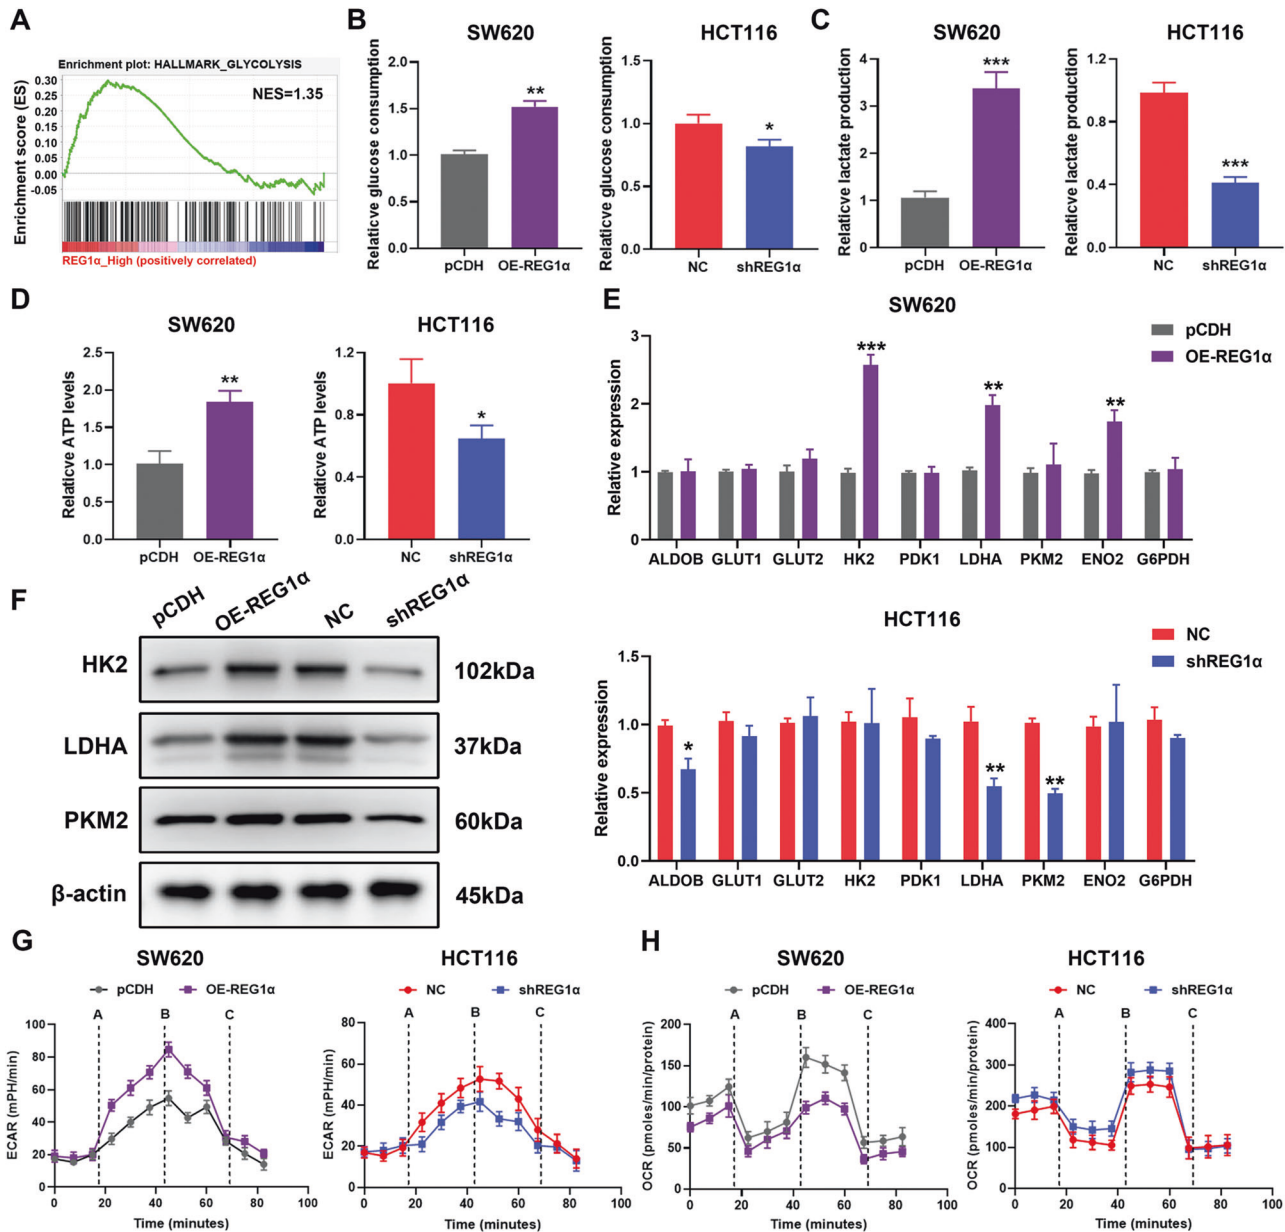 A
Enrichment plot: HALLMARK_GLYCOLYSIS
NES=1.35
Enrichment score (ES)
0.30
0.25
0.20
0.15
0.10
0.05
0.00
-0.05
REG1α_High (positively correlated)
B
SW620
Relaticve glucose consumption
2.0
1.5
1.0
0.5
0.0
**
pCDH
OE-REG1α
HCT116
Relaticve glucose consumption
1.5
1.0
0.5
0.0
*
NC
shREG1α
C
SW620
Relaticve lactate production
4
3
2
1
0
***
pCDH
OE-REG1α
HCT116
Relaticve lactate production
1.2
0.8
0.4
0.0
***
NC
shREG1α
D
SW620
Relaticve ATP levels
2.5
2.0
1.5
1.0
0.5
0.0
**
pCDH
OE-REG1α
HCT116
Relaticve ATP levels
1.2
0.8
0.4
0.0
*
NC
shREG1α
E
SW620
pCDH
OE-REG1α
Relative expression
3
2
1
0
***
**
**
ALDOB GLUT1 GLUT2 HK2 PDK1 LDHA PKM2 ENO2 G6PDH
HCT116
NC
shREG1α
Relative expression
1.5
1.0
0.5
0.0
*
**
**
ALDOB GLUT1 GLUT2 HK2 PDK1 LDHA PKM2 ENO2 G6PDH
F
pCDH OE-REG1α NC shREG1α
HK2 102kDa
LDHA 37kDa
PKM2 60kDa
β-actin 45kDa
G
SW620
pCDH OE-REG1α
A B C
ECAR (mPH/min)
100
80
60
40
20
0
0 20 40 60 80 100
Time (minutes)
HCT116
NC shREG1α
A B C
ECAR (mPH/min)
80
60
40
20
0
0 20 40 60 80 100
Time (minutes)
H
SW620
pCDH OE-REG1α
A B C
OCR (pmoles/min/protein)
200
150
100
50
0
0 20 40 60 80 100
Time (minutes)
HCT116
NC shREG1α
A B C
OCR (pmoles/min/protein)
400
300
200
100
0
0 20 40 60 80 100
Time (minutes)